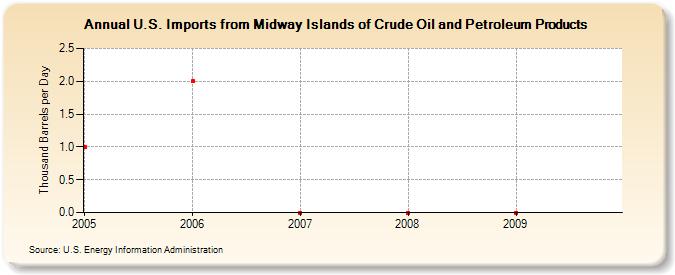 Annual U.S. Imports from Midway Islands of Crude Oil and Petroleum Products
Thousand Barrels per Day
2.5
2.0
1.5
1.0
0.5
0.0
2005 2006 2007 2008 2009
Source: U.S. Energy Information Administration